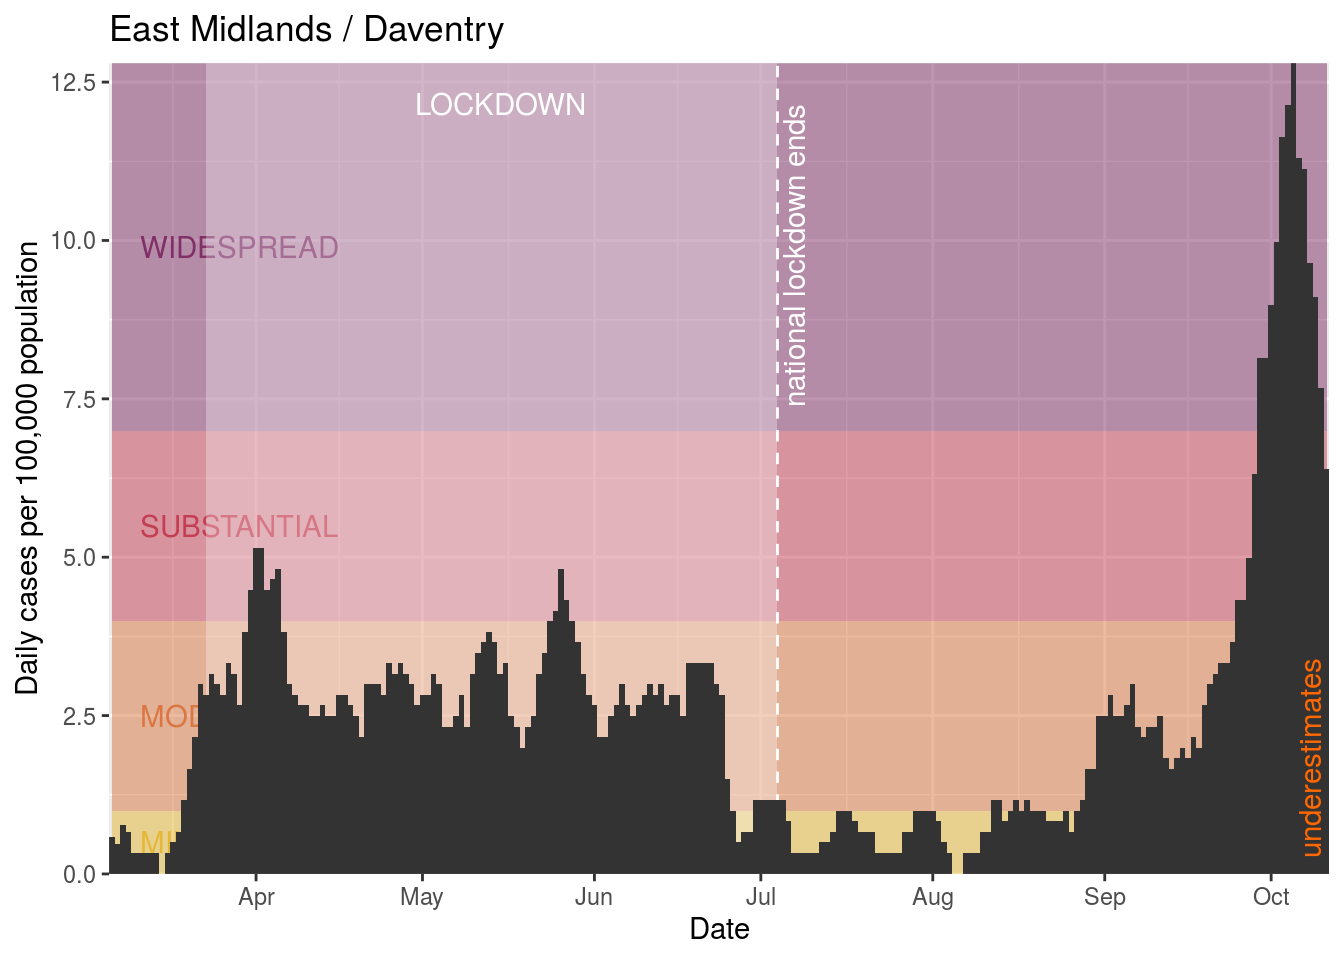 East Midlands / Daventry
12.5
10.0
7.5
5.0
2.5
0.0
Daily cases per 100,000 population
LOCKDOWN
national lockdown ends
WIDESPREAD
SUBSTANTIAL
MOD
MI
underestimates
Apr
May
Jun
Jul
Aug
Sep
Oct
Date